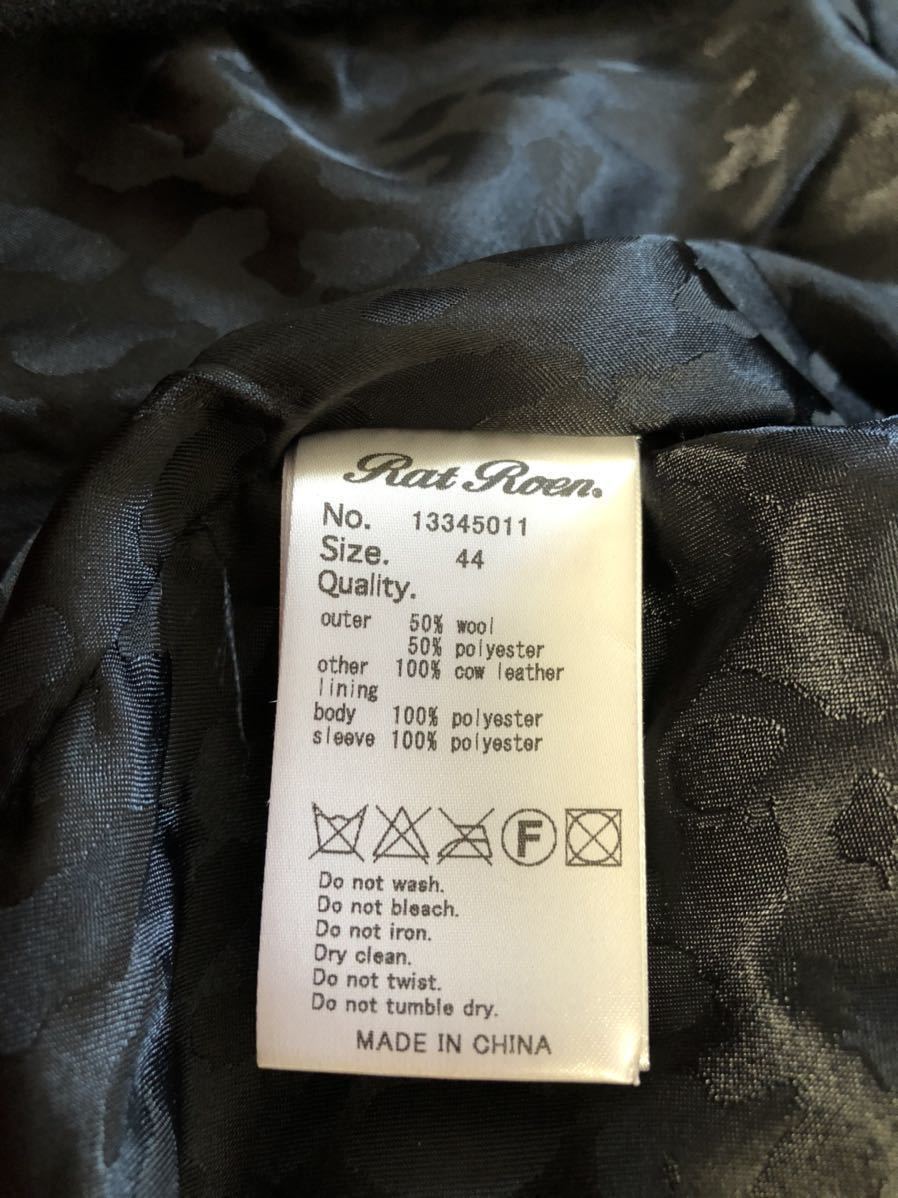 Rat Roen.
No. 13345011
Size. 44
Quality.
outer 50% wool
50% polyester
other 100% cow leather
lining
body 100% polyester
sleeve 100% polyester
F
Do not wash.
Do not bleach.
Do not iron.
Dry clean.
Do not twist.
Do not tumble dry.
MADE IN CHINA